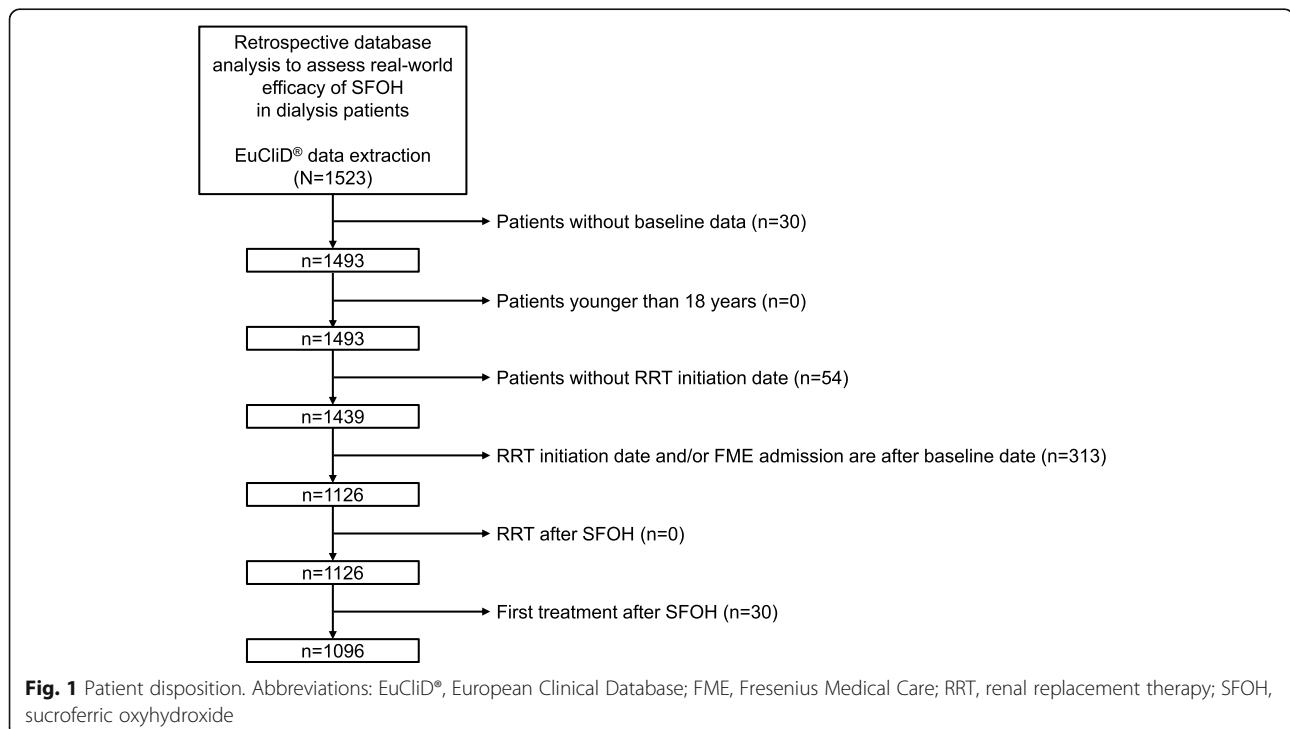 Retrospective database
analysis to assess real-world
efficacy of SFOH
in dialysis patients
EuCliD® data extraction
(N=1523)
Patients without baseline data (n=30)
n=1493
Patients younger than 18 years (n=0)
n=1493
Patients without RRT initiation date (n=54)
n=1439
RRT initiation date and/or FME admission are after baseline date (n=313)
n=1126
RRT after SFOH (n=0)
n=1126
First treatment after SFOH (n=30)
n=1096
Fig. 1 Patient disposition. Abbreviations: EuCliD®, European Clinical Database; FME, Fresenius Medical Care; RRT, renal replacement therapy; SFOH,
sucroferric oxyhydroxide